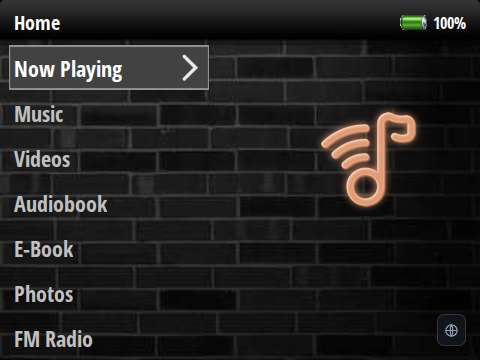 Home
100%
Now Playing
Music
Videos
Audiobook
E-Book
Photos
FM Radio